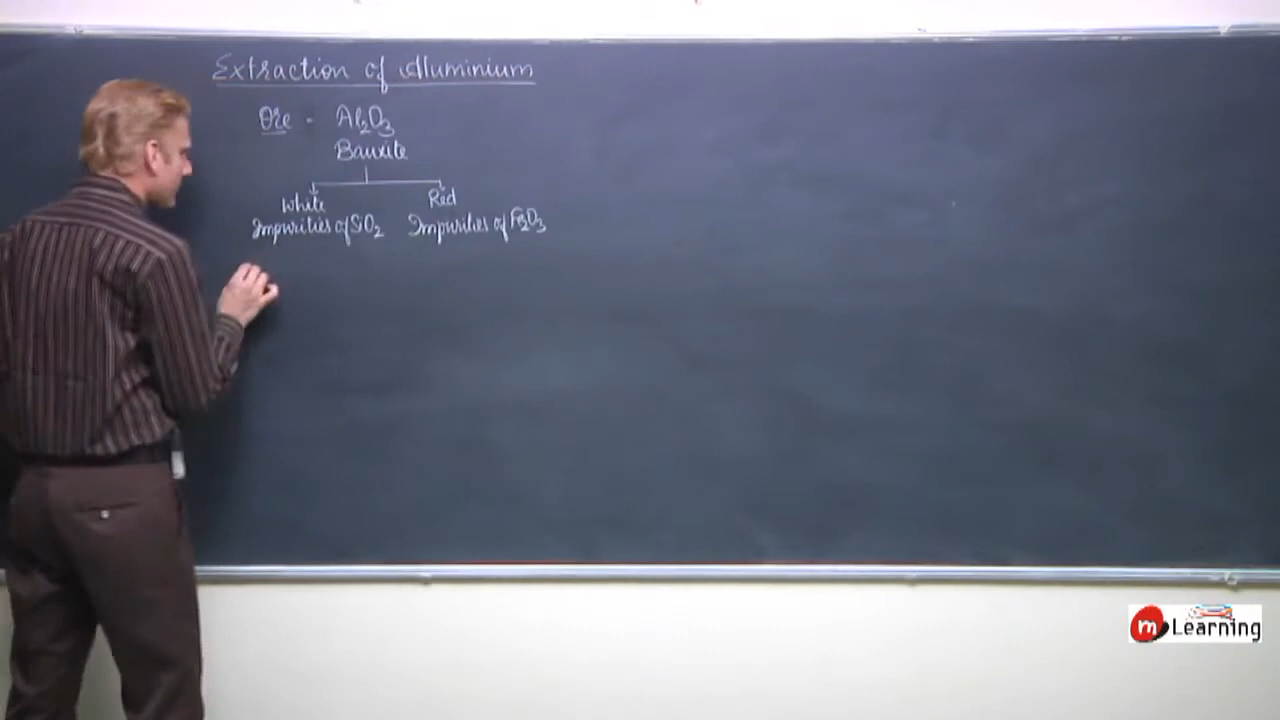 Extraction of Aluminium
Ore - Al2O3
Bauxite
White Red
Impurities of SiO2 Impurities of Fe2O3
m Learning